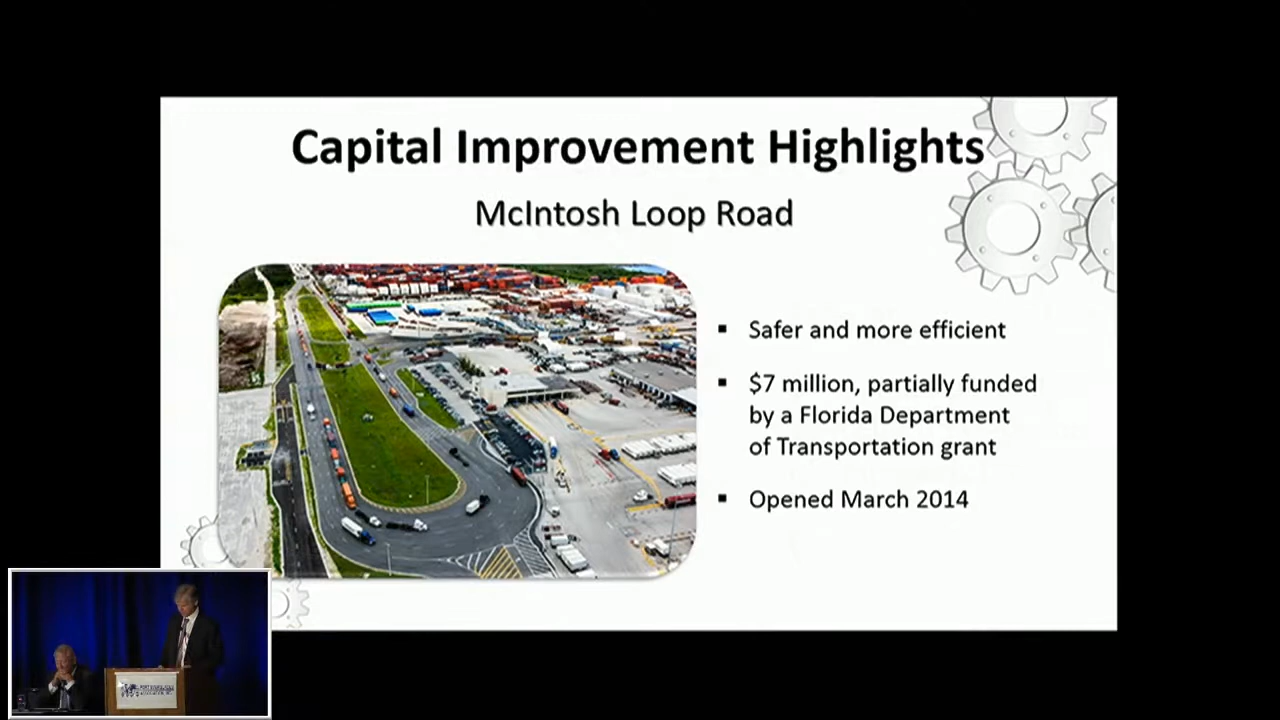 Capital Improvement Highlights
McIntosh Loop Road
▪ Safer and more efficient
▪ $7 million, partially funded
by a Florida Department
of Transportation grant
▪ Opened March 2014